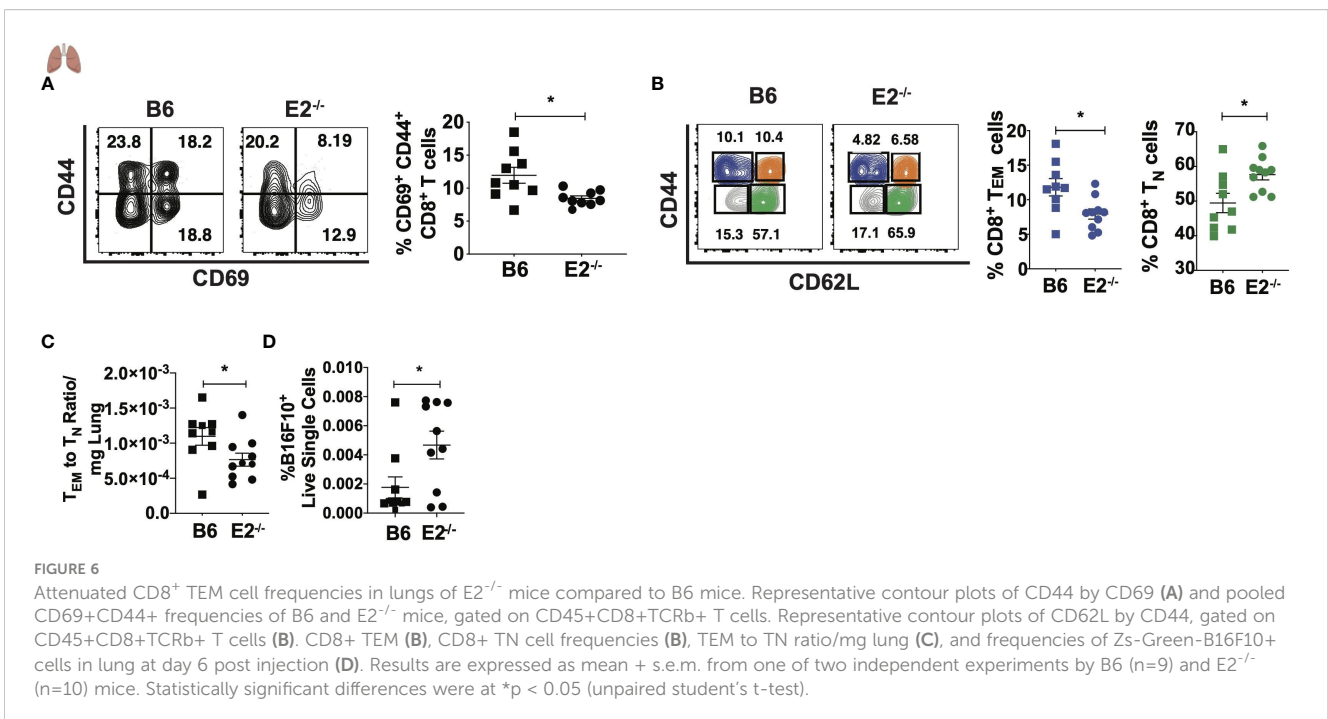 A
B6
E2-/-
23.8
18.2
20.2
8.19
18.8
12.9
CD44
CD69
% CD69+ CD44+
CD8+ T cells
20
15
10
5
0
*
B6
E2-/-
B
B6
E2-/-
10.1
10.4
4.82
6.58
15.3
57.1
17.1
65.9
CD44
CD62L
% CD8+ TEM cells
20
15
10
5
0
*
B6
E2-/-
% CD8+ TN cells
70
60
50
40
30
*
B6
E2-/-
C
TEM to TN Ratio/
mg Lung
2.0×10-3
1.5×10-3
1.0×10-3
5.0×10-4
0.0
*
B6
E2-/-
D
%B16F10+
Live Single Cells
0.010
0.008
0.006
0.004
0.002
0.000
*
B6
E2-/-
FIGURE 6
Attenuated CD8+ TEM cell frequencies in lungs of E2-/- mice compared to B6 mice. Representative contour plots of CD44 by CD69 (A) and pooled
CD69+CD44+ frequencies of B6 and E2-/- mice, gated on CD45+CD8+TCRb+ T cells. Representative contour plots of CD62L by CD44, gated on
CD45+CD8+TCRb+ T cells (B). CD8+ TEM (B), CD8+ TN cell frequencies (B), TEM to TN ratio/mg lung (C), and frequencies of Zs-Green-B16F10+
cells in lung at day 6 post injection (D). Results are expressed as mean + s.e.m. from one of two independent experiments by B6 (n=9) and E2-/-
(n=10) mice. Statistically significant differences were at *p < 0.05 (unpaired student's t-test).